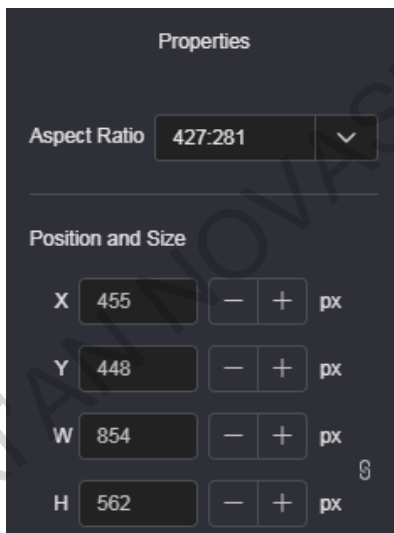 Properties
Aspect Ratio 427:281
Position and Size
X 455 px
Y 448 px
W 854 px
H 562 px